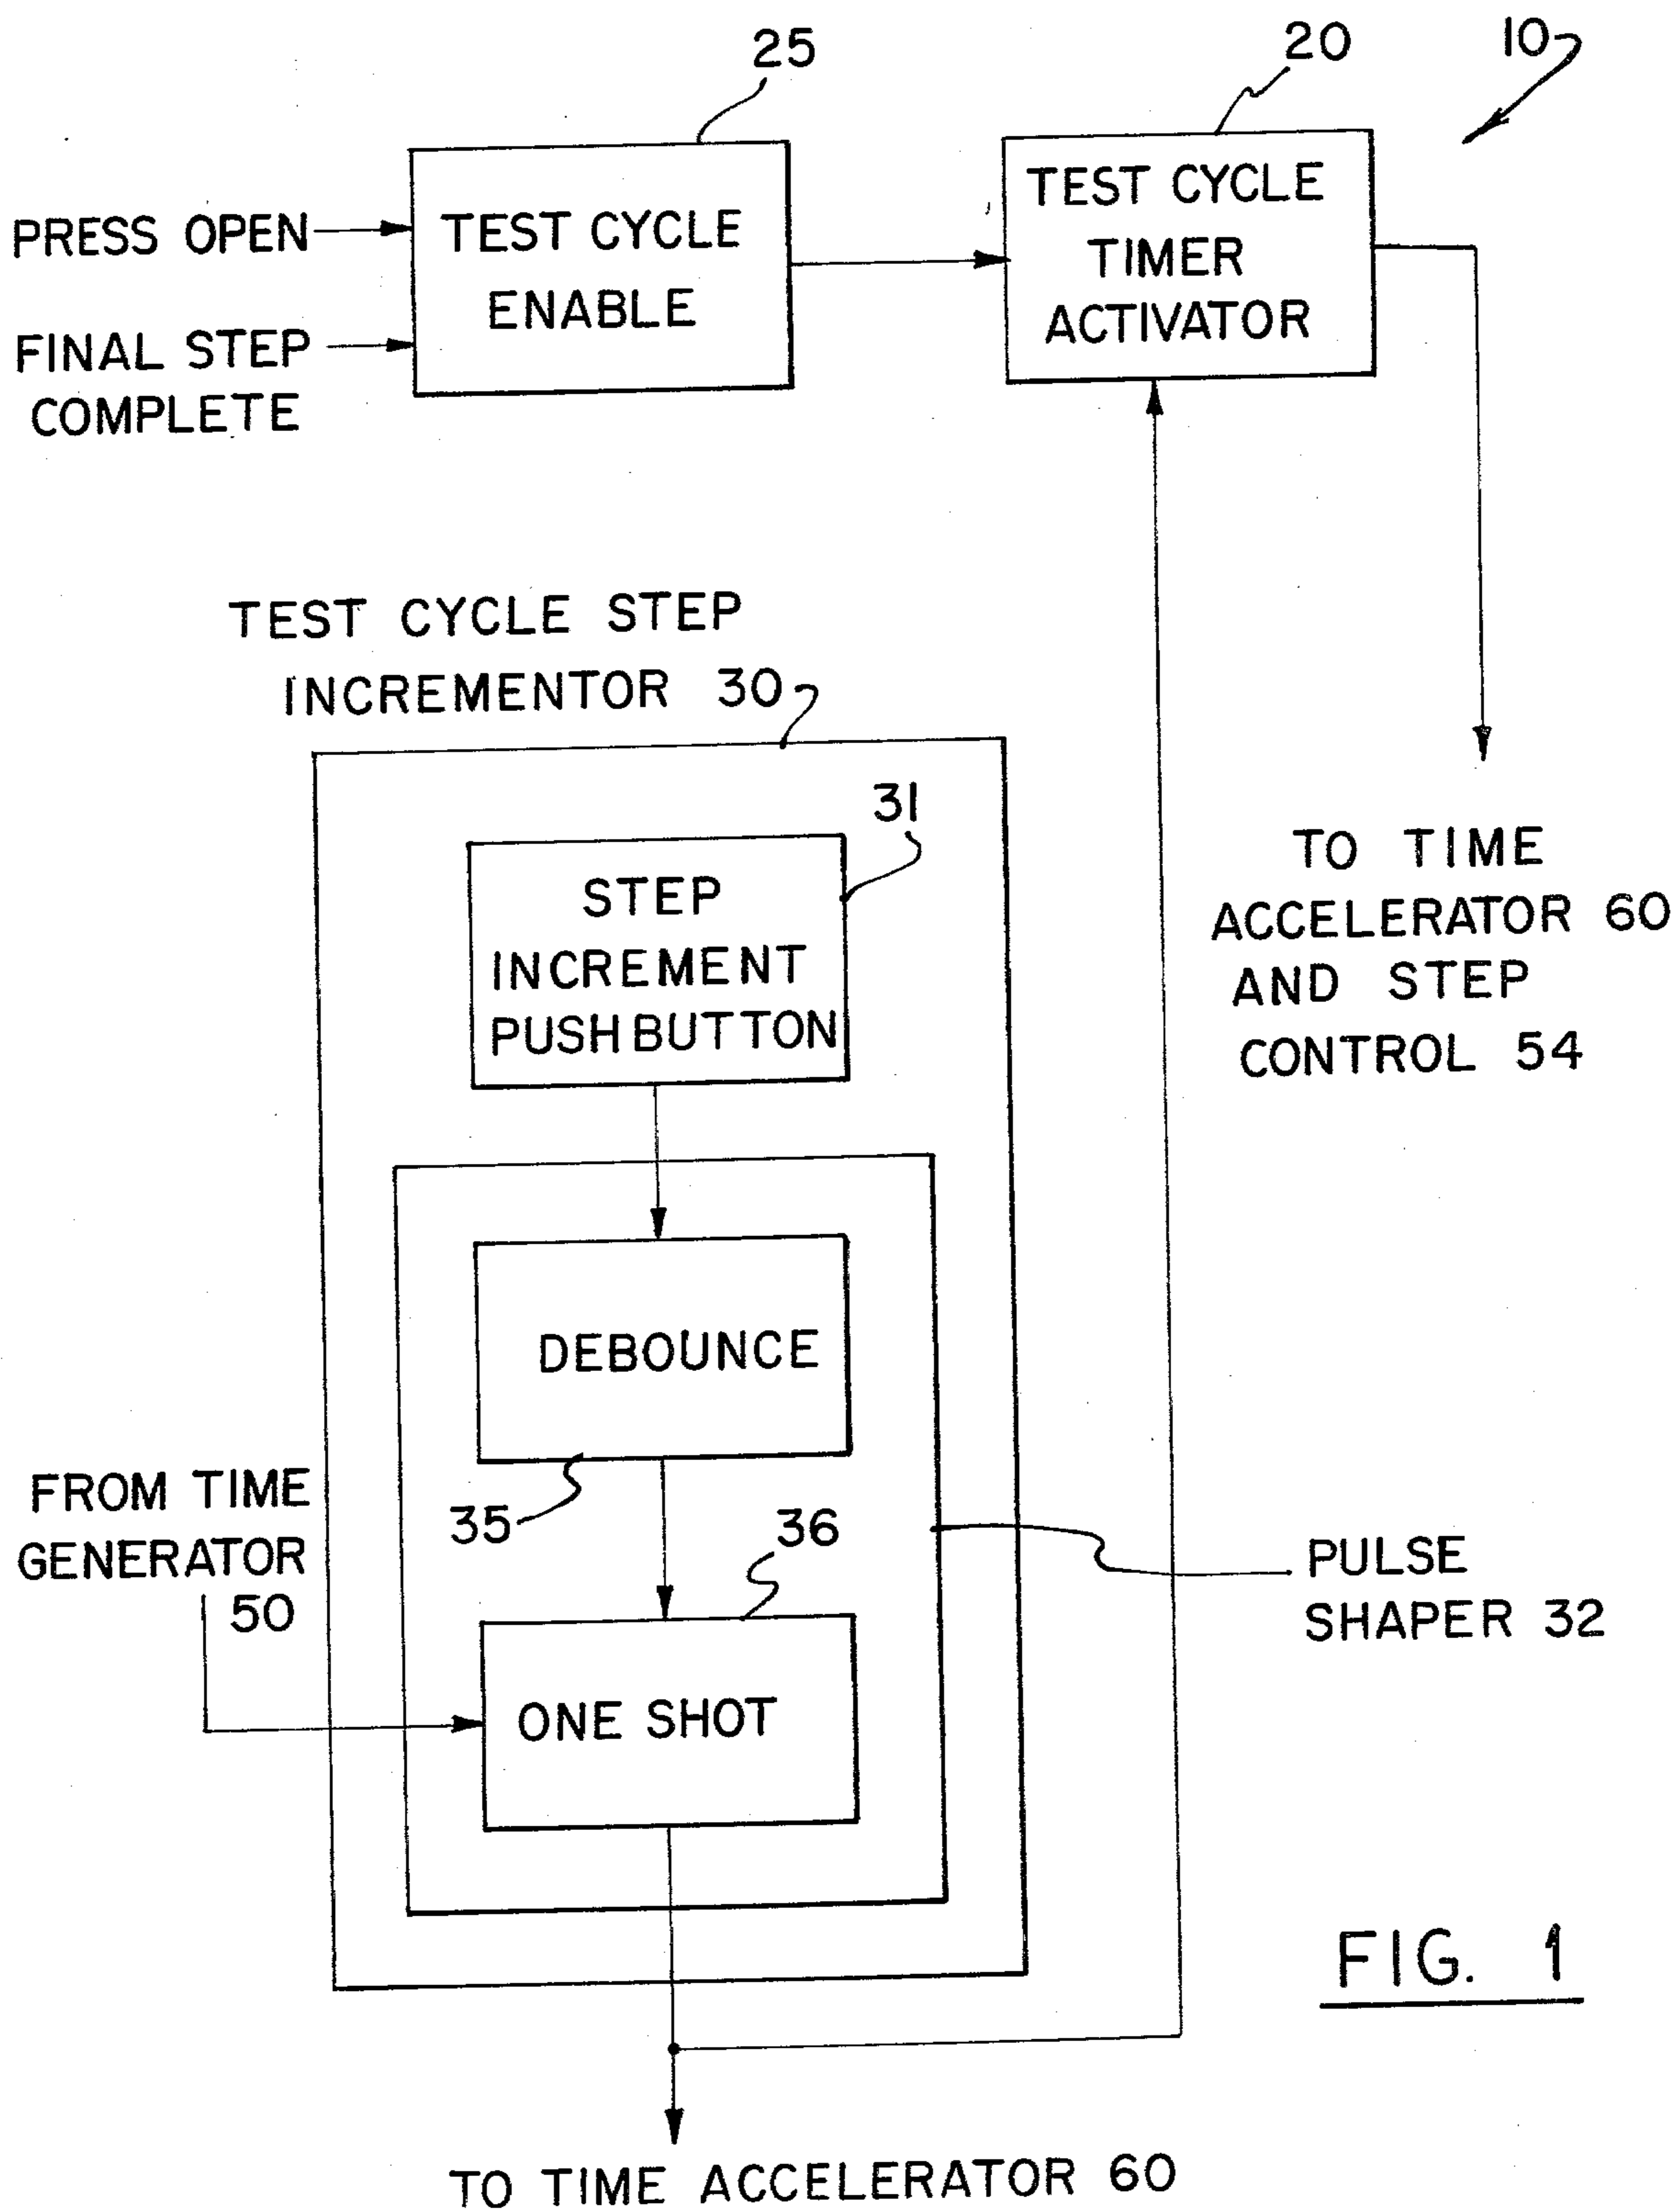 25
20
10
PRESS OPEN
FINAL STEP
COMPLETE
TEST CYCLE
ENABLE
TEST CYCLE
TIMER
ACTIVATOR
TEST CYCLE STEP
INCREMENTOR 30
31
STEP
INCREMENT
PUSHBUTTON
TO TIME
ACCELERATOR 60
AND STEP
CONTROL 54
DEBOUNCE
35
36
FROM TIME
GENERATOR
50
ONE SHOT
PULSE
SHAPER 32
FIG. 1
TO TIME ACCELERATOR 60